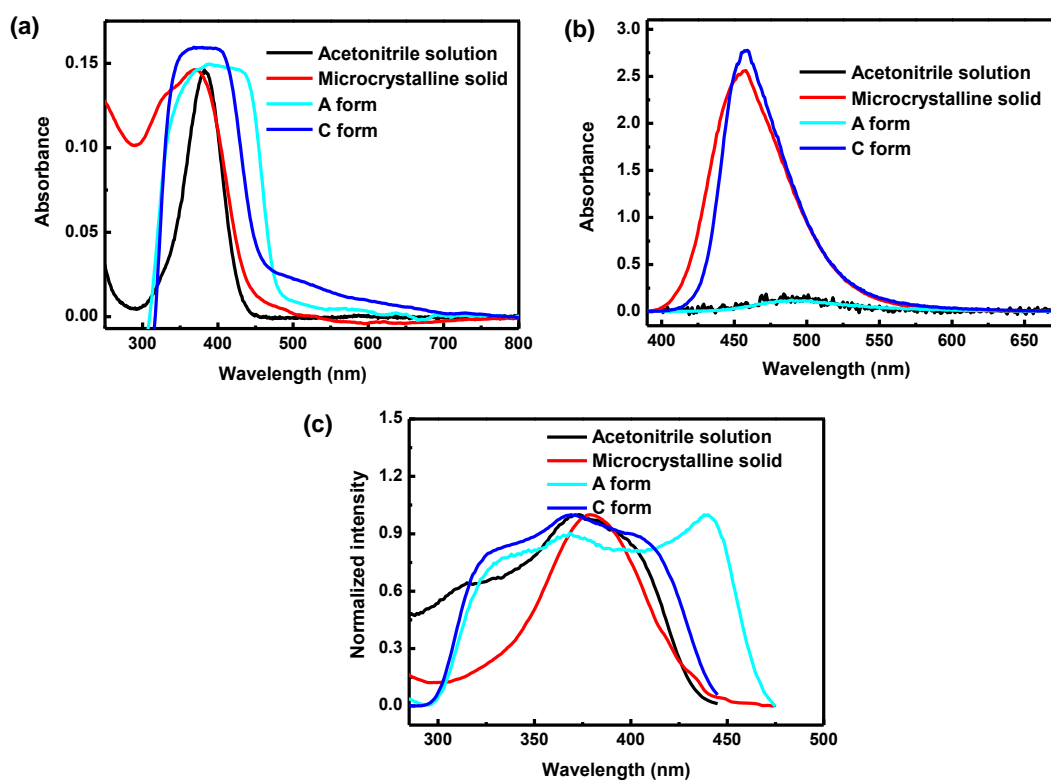 (a)
Acetonitrile solution
Microcrystalline solid
A form
C form
0.15
0.10
0.05
0.00
Absorbance
300 400 500 600 700 800
Wavelength (nm)
(b)
Acetonitrile solution
Microcrystalline solid
A form
C form
3.0
2.5
2.0
1.5
1.0
0.5
0.0
Absorbance
400 450 500 550 600 650
Wavelength (nm)
(c)
Acetonitrile solution
Microcrystalline solid
A form
C form
1.5
1.2
0.9
0.6
0.3
0.0
Normalized intensity
300 350 400 450 500
Wavelength (nm)